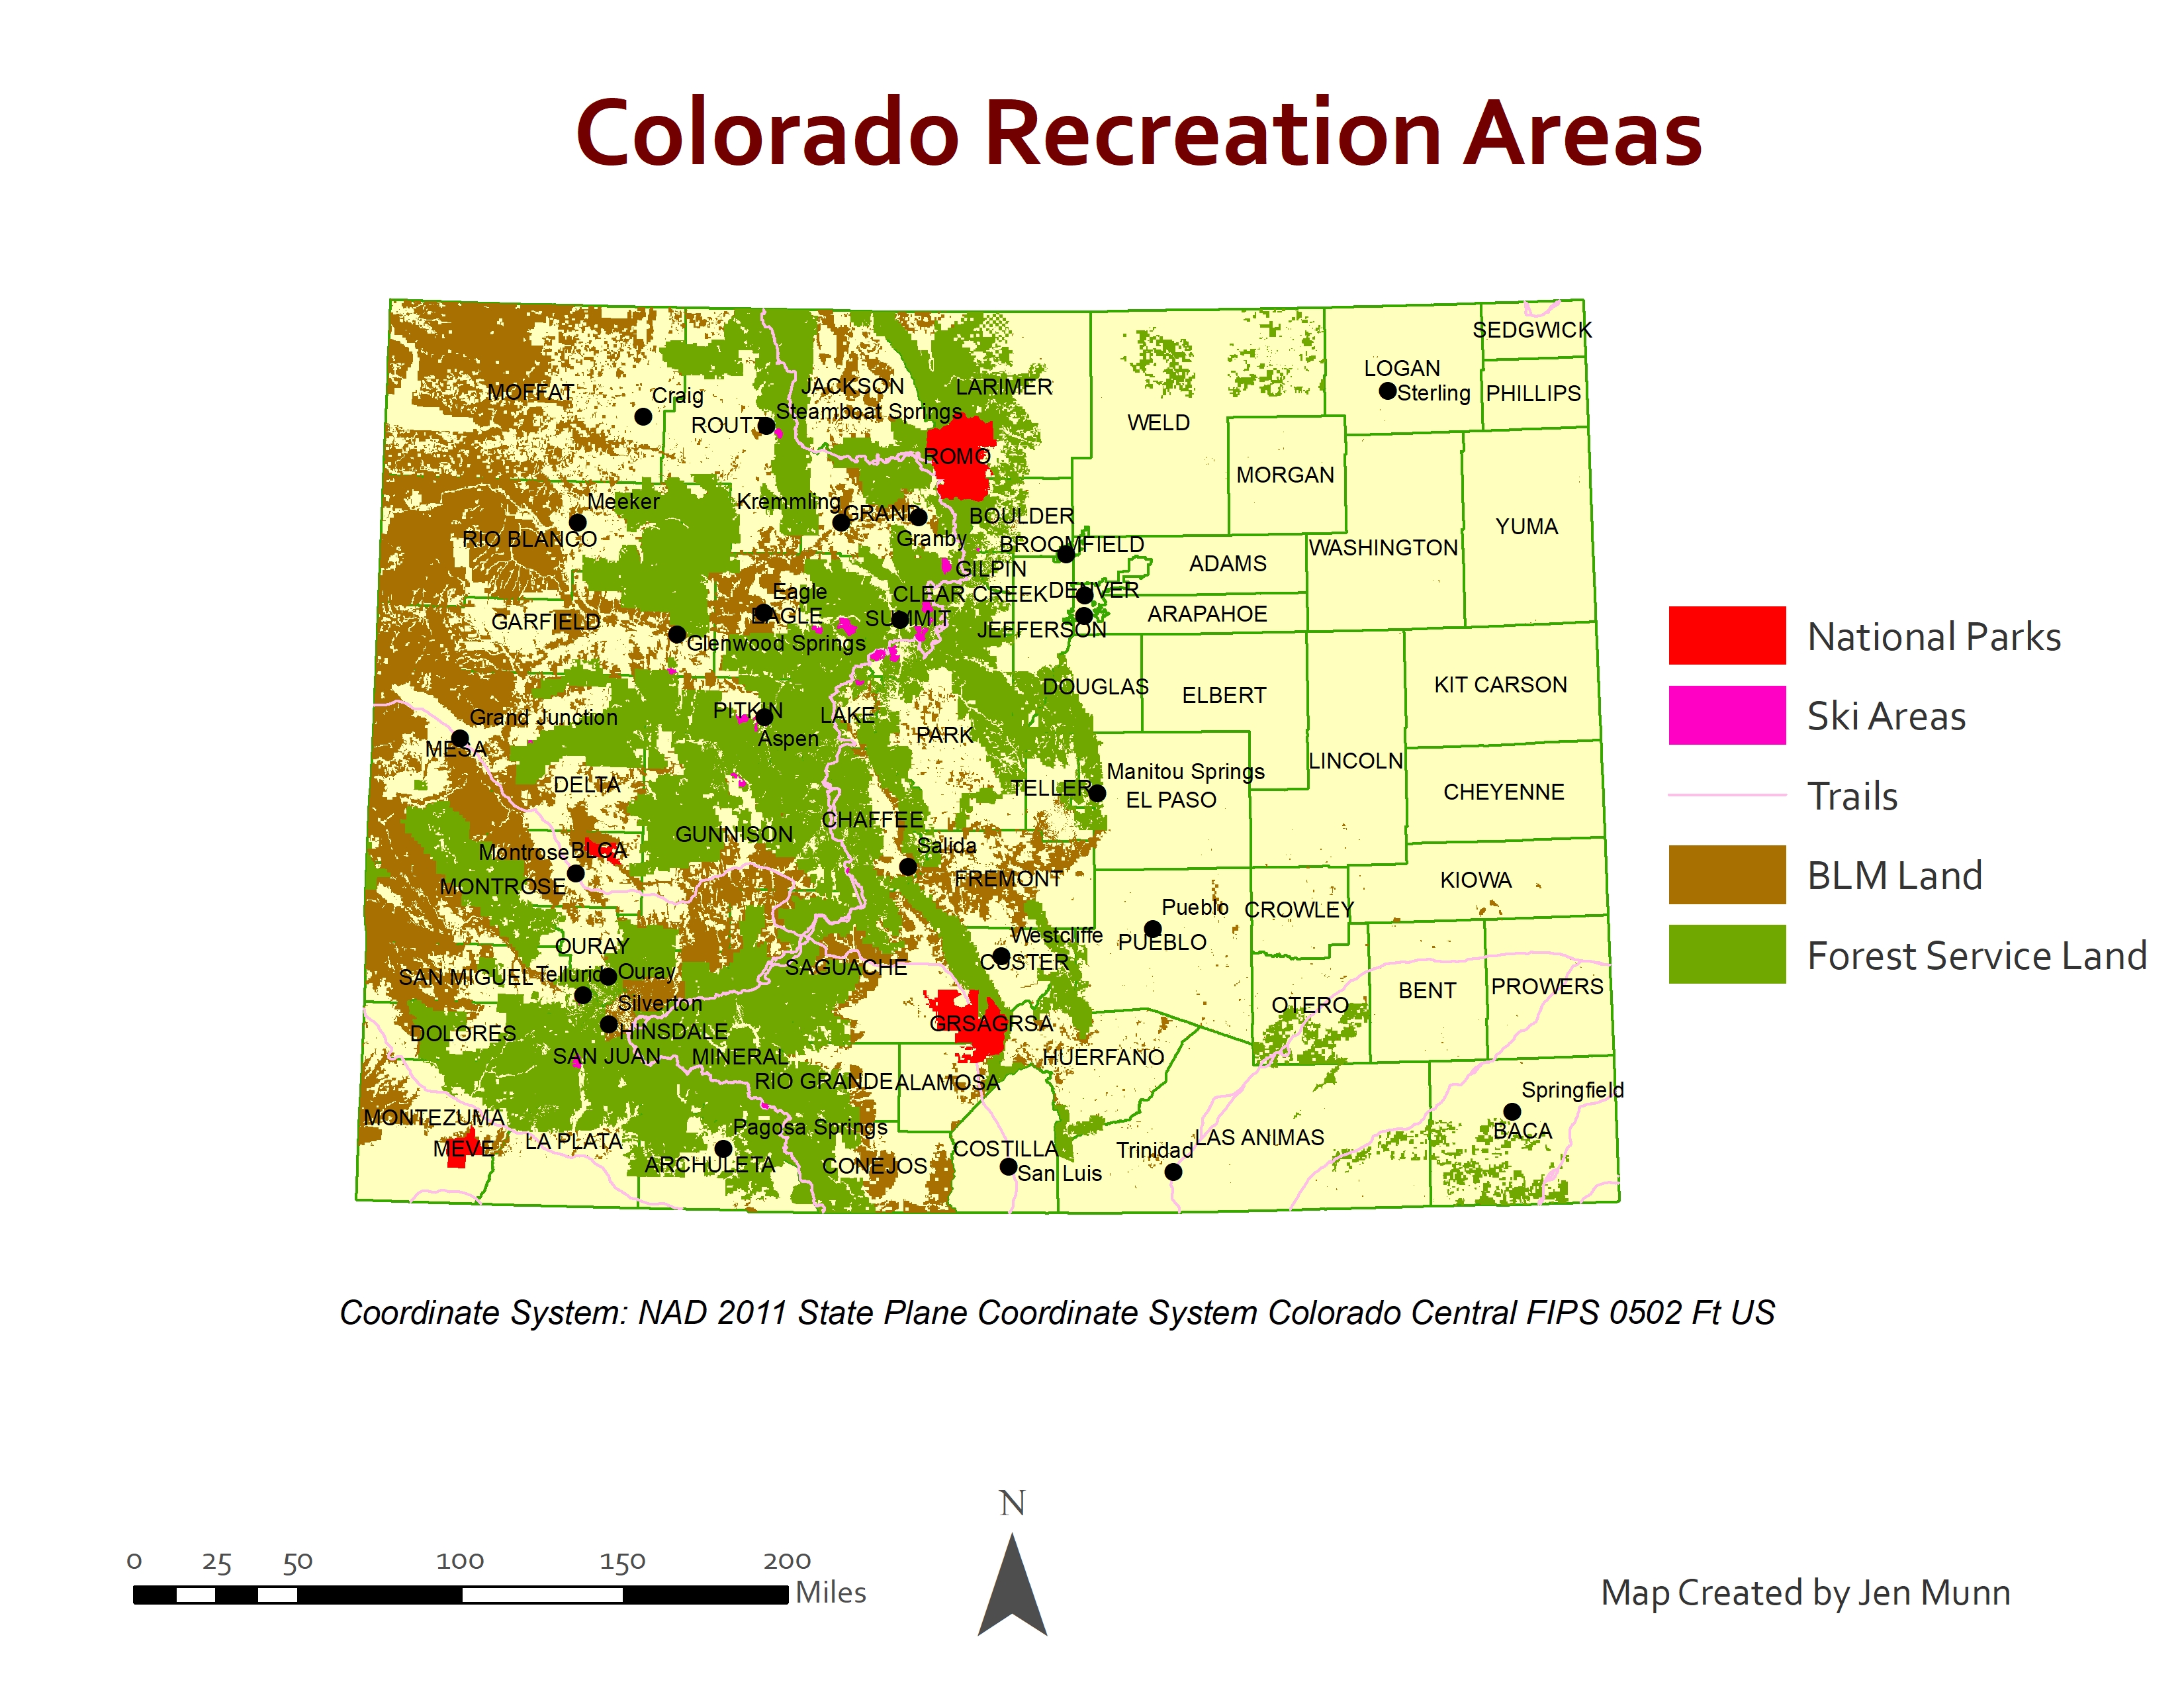 Colorado Recreation Areas
SEDGWICK
LOGAN
Sterling
PHILLIPS
MOFFAT
Craig
JACKSON
LARIMER
Steamboat Springs
ROUTT
WELD
ROMO
MORGAN
Meeker
Kremmling
GRAND
BOULDER
YUMA
RIO BLANCO
Granby
BROOMFIELD
WASHINGTON
GILPIN
ADAMS
Eagle
CLEAR CREEK
DENVER
EAGLE
SUMMIT
ARAPAHOE
GARFIELD
JEFFERSON
Glenwood Springs
DOUGLAS
ELBERT
KIT CARSON
Grand Junction
PITKIN
LAKE
MESA
Aspen
PARK
LINCOLN
DELTA
Manitou Springs
TELLER
EL PASO
CHEYENNE
GUNNISON
CHAFFEE
Montrose
BLCA
Salida
MONTROSE
FREMONT
KIOWA
Pueblo
CROWLEY
OURAY
Westcliffe
PUEBLO
SAN MIGUEL
Telluride
Ouray
SAGUACHE
CUSTER
BENT
PROWERS
Silverton
OTERO
DOLORES
HINSDALE
GRSA
GRSA
SAN JUAN
MINERAL
HUERFANO
RIO GRANDE
ALAMOSA
Springfield
MONTEZUMA
Pagosa Springs
BACA
MEVE
LA PLATA
COSTILLA
Trinidad
LAS ANIMAS
ARCHULETA
CONEJOS
San Luis
National Parks
Ski Areas
Trails
BLM Land
Forest Service Land
Coordinate System: NAD 2011 State Plane Coordinate System Colorado Central FIPS 0502 Ft US
N
0 25 50 100 150 200
Miles
Map Created by Jen Munn